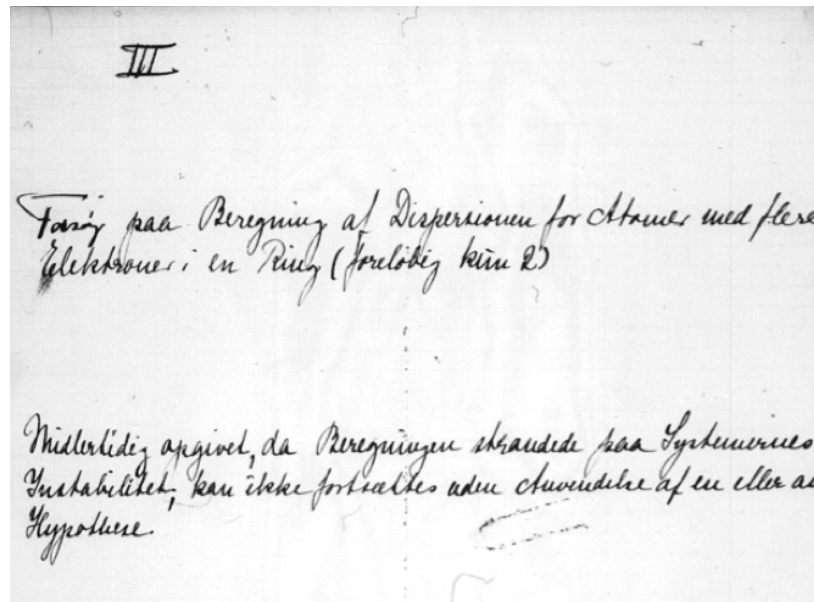 III
Forsøg paa Beregning af Dispersionen for Atomer med flere
Elektroner i en Ring (foreløbig kun 2)
Midlertidig opgivet, da Beregningen strandede paa Systemernes
Instabilitet, kan ikke fortsættes uden Anvendelse af en eller a
Hypothese.